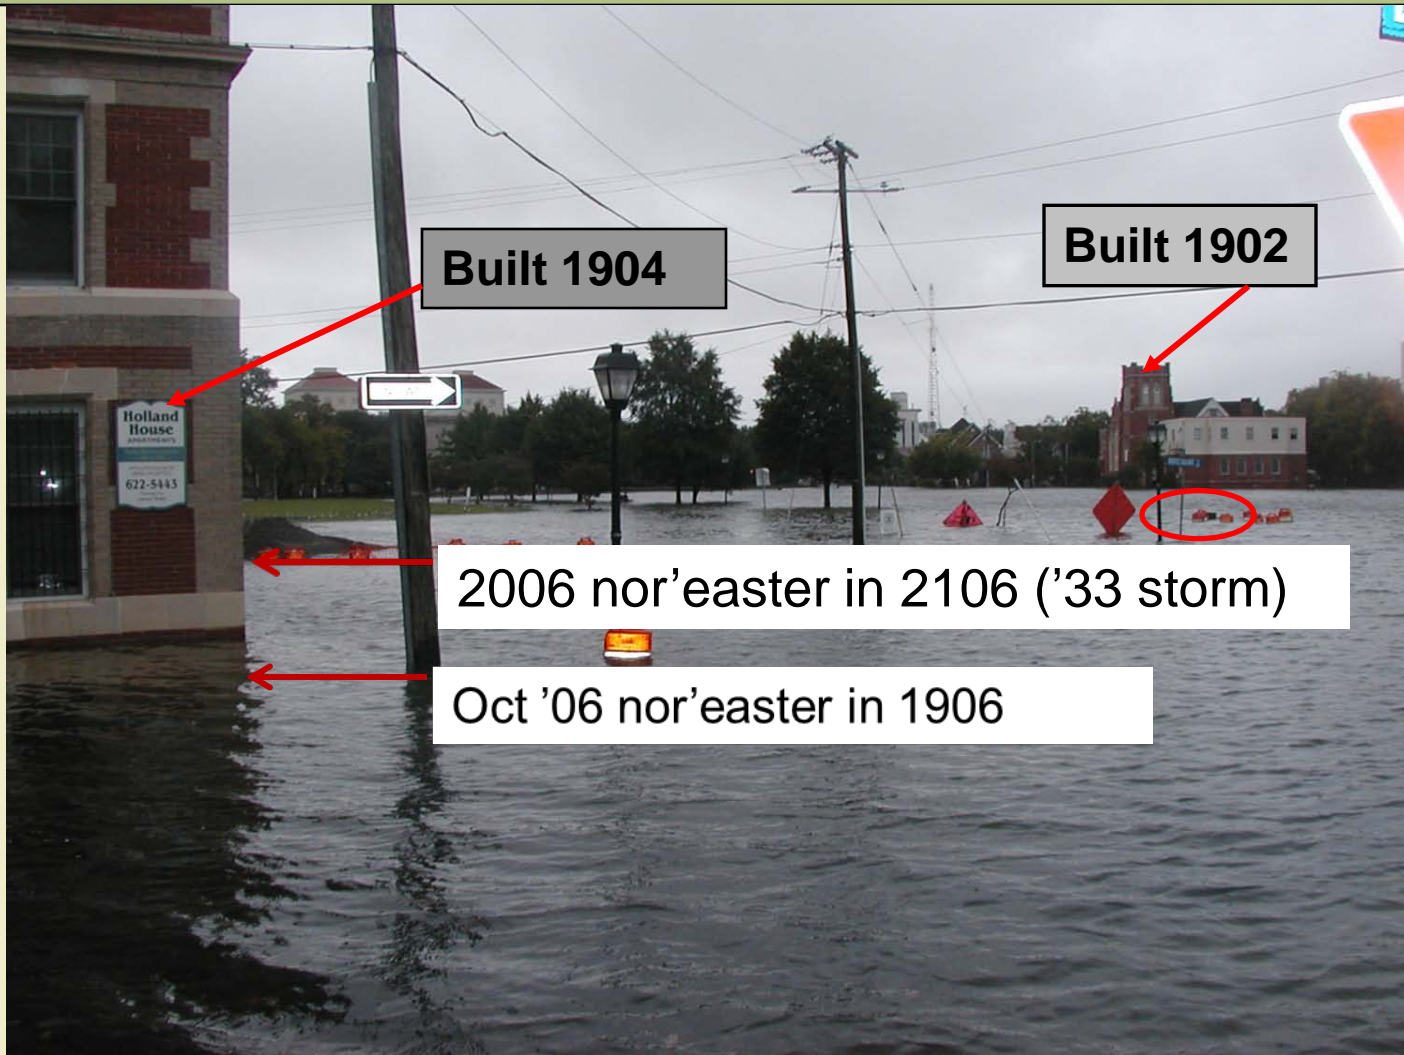 Built 1904
Built 1902
Holland
House
APARTMENTS
622-5443
2006 nor’easter in 2106 (’33 storm)
Oct ’06 nor’easter in 1906